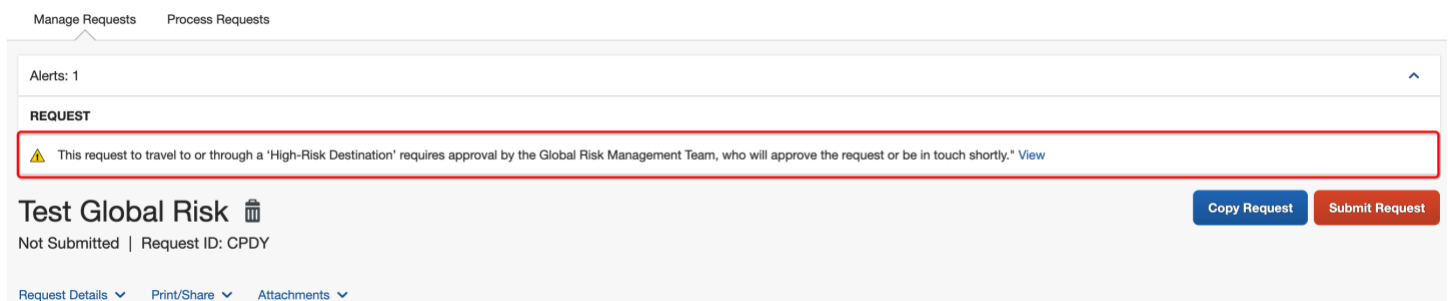 Manage Requests Process Requests
Alerts: 1
REQUEST
This request to travel to or through a 'High-Risk Destination' requires approval by the Global Risk Management Team, who will approve the request or be in touch shortly." View
Test Global Risk
Copy Request Submit Request
Not Submitted | Request ID: CPDY
Request Details Print/Share Attachments